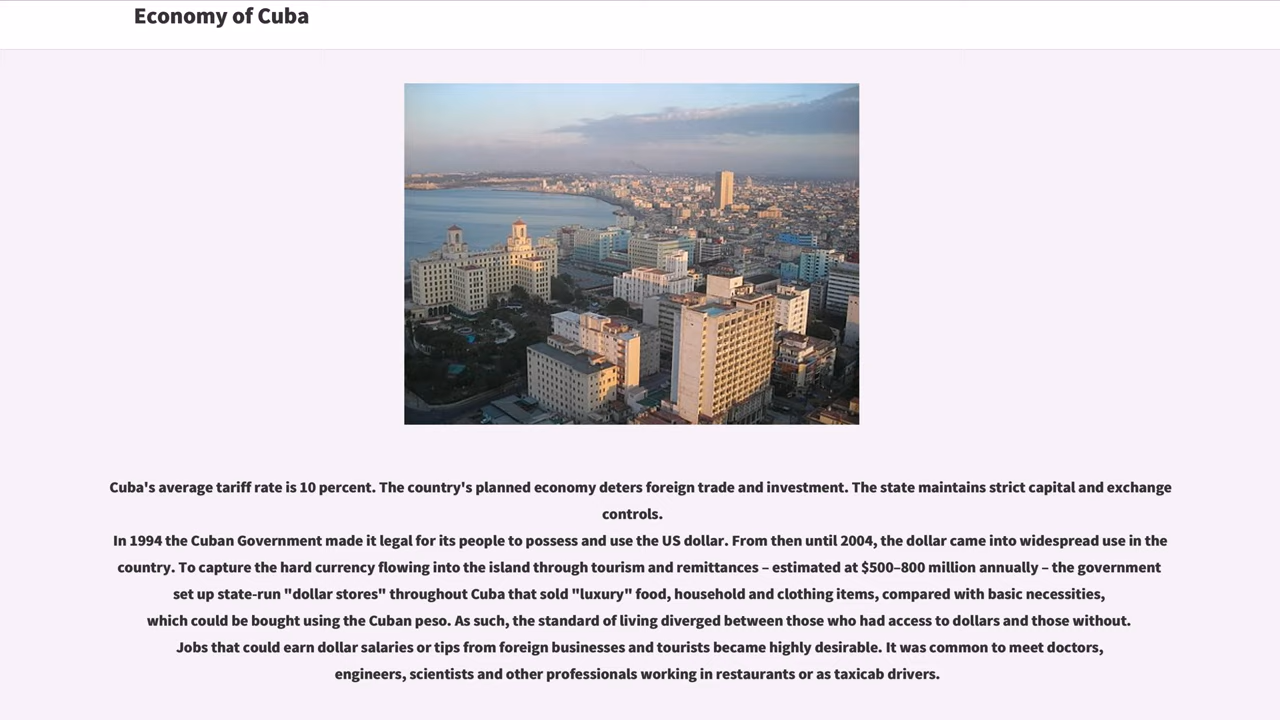 Economy of Cuba
Cuba's average tariff rate is 10 percent. The country's planned economy deters foreign trade and investment. The state maintains strict capital and exchange
controls.
In 1994 the Cuban Government made it legal for its people to possess and use the US dollar. From then until 2004, the dollar came into widespread use in the
country. To capture the hard currency flowing into the island through tourism and remittances – estimated at $500–800 million annually – the government
set up state-run "dollar stores" throughout Cuba that sold "luxury" food, household and clothing items, compared with basic necessities,
which could be bought using the Cuban peso. As such, the standard of living diverged between those who had access to dollars and those without.
Jobs that could earn dollar salaries or tips from foreign businesses and tourists became highly desirable. It was common to meet doctors,
engineers, scientists and other professionals working in restaurants or as taxicab drivers.